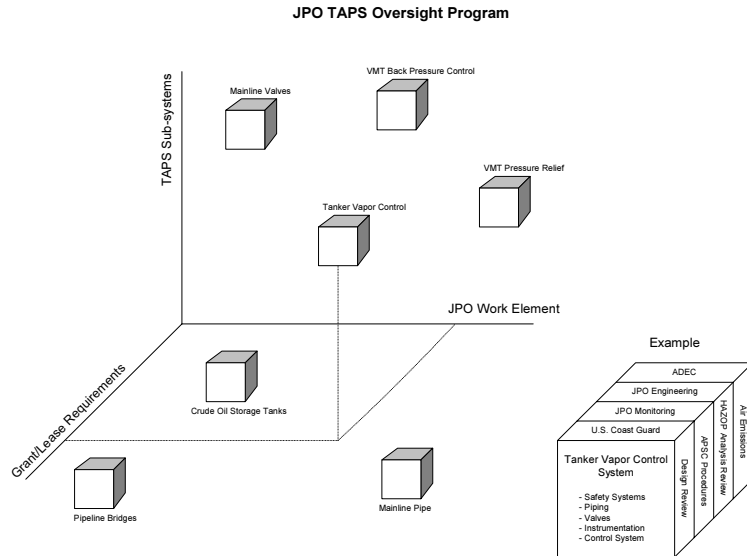 JPO TAPS Oversight Program
VMT Back Pressure Control
Mainline Valves
TAPS Sub-systems
VMT Pressure Relief
Tanker Vapor Control
JPO Work Element
Grant/Lease Requirements
Crude Oil Storage Tanks
Pipeline Bridges
Mainline Pipe
Example
ADEC
JPO Engineering
JPO Monitoring
U.S. Coast Guard
Tanker Vapor Control
System
- Safety Systems
- Piping
- Valves
- Instrumentation
- Control System
Design Review
APSC Procedures
HAZOP Analysis Review
Air Emissions